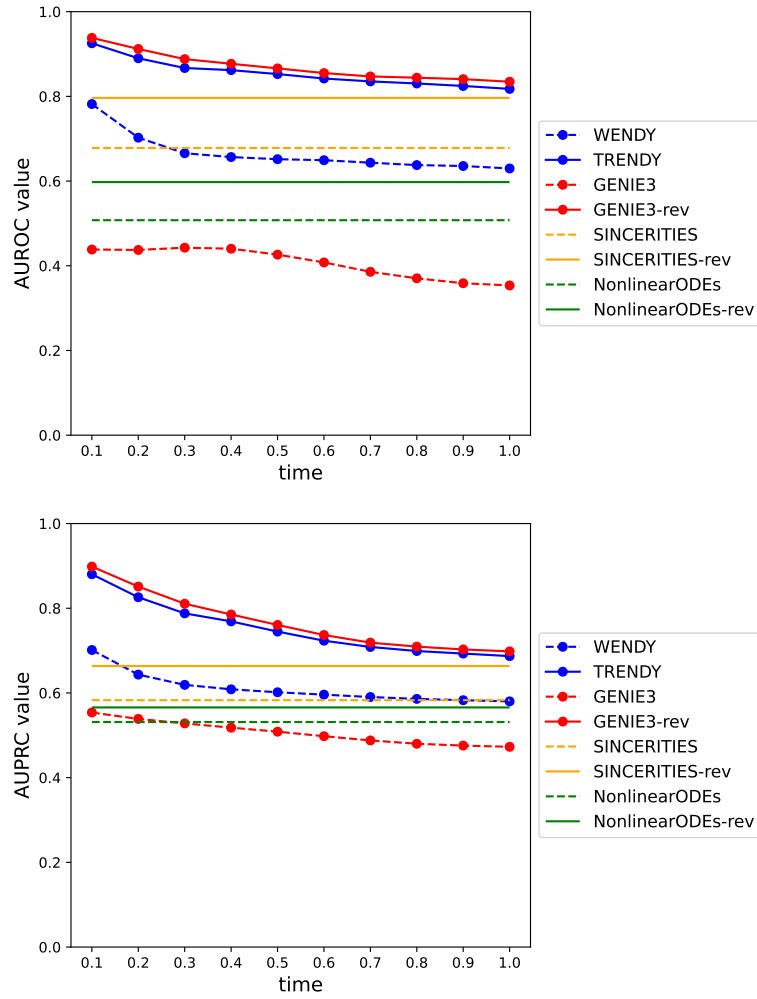 1.0
0.8
0.6
0.4
0.2
0.0
AUROC value
0.1 0.2 0.3 0.4 0.5 0.6 0.7 0.8 0.9 1.0
time
WENDY
TRENDY
GENIE3
GENIE3-rev
SINCERITIES
SINCERITIES-rev
NonlinearODEs
NonlinearODEs-rev
1.0
0.8
0.6
0.4
0.2
0.0
AUPRC value
0.1 0.2 0.3 0.4 0.5 0.6 0.7 0.8 0.9 1.0
time
WENDY
TRENDY
GENIE3
GENIE3-rev
SINCERITIES
SINCERITIES-rev
NonlinearODEs
NonlinearODEs-rev